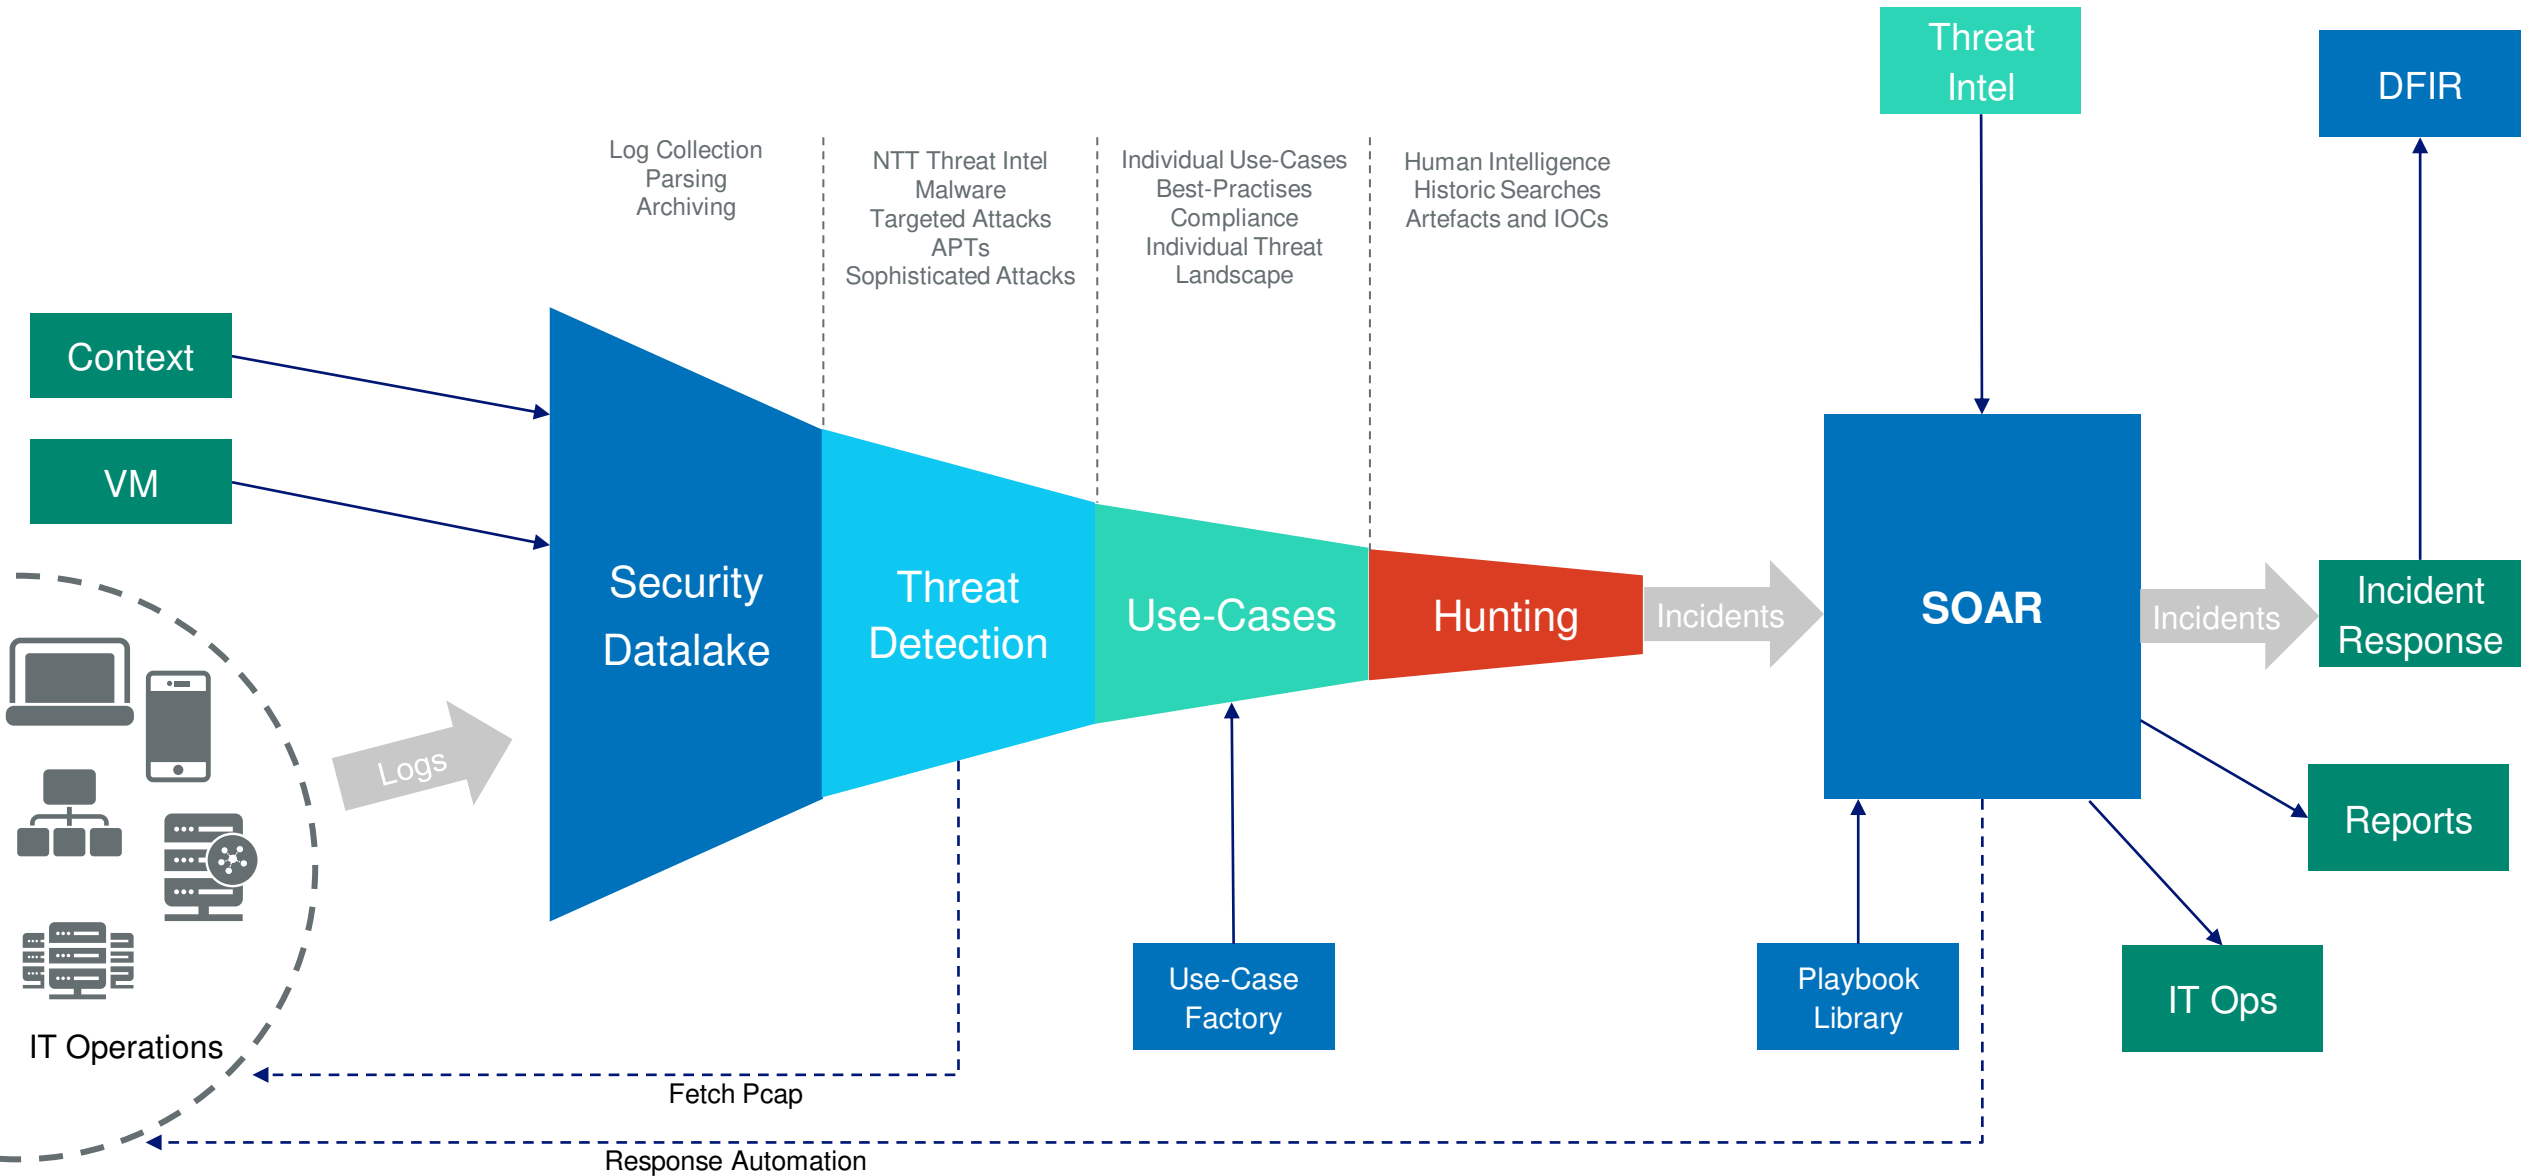 Threat
Intel
DFIR
Log Collection
Parsing
Archiving
NTT Threat Intel
Malware
Targeted Attacks
APTs
Sophisticated Attacks
Individual Use-Cases
Best-Practises
Compliance
Individual Threat
Landscape
Human Intelligence
Historic Searches
Artefacts and IOCs
Context
VM
Security
Datalake
Threat
Detection
Use-Cases
Hunting
Incidents
SOAR
Incidents
Incident
Response
Logs
Reports
Use-Case
Factory
Playbook
Library
IT Ops
IT Operations
Fetch Pcap
Response Automation